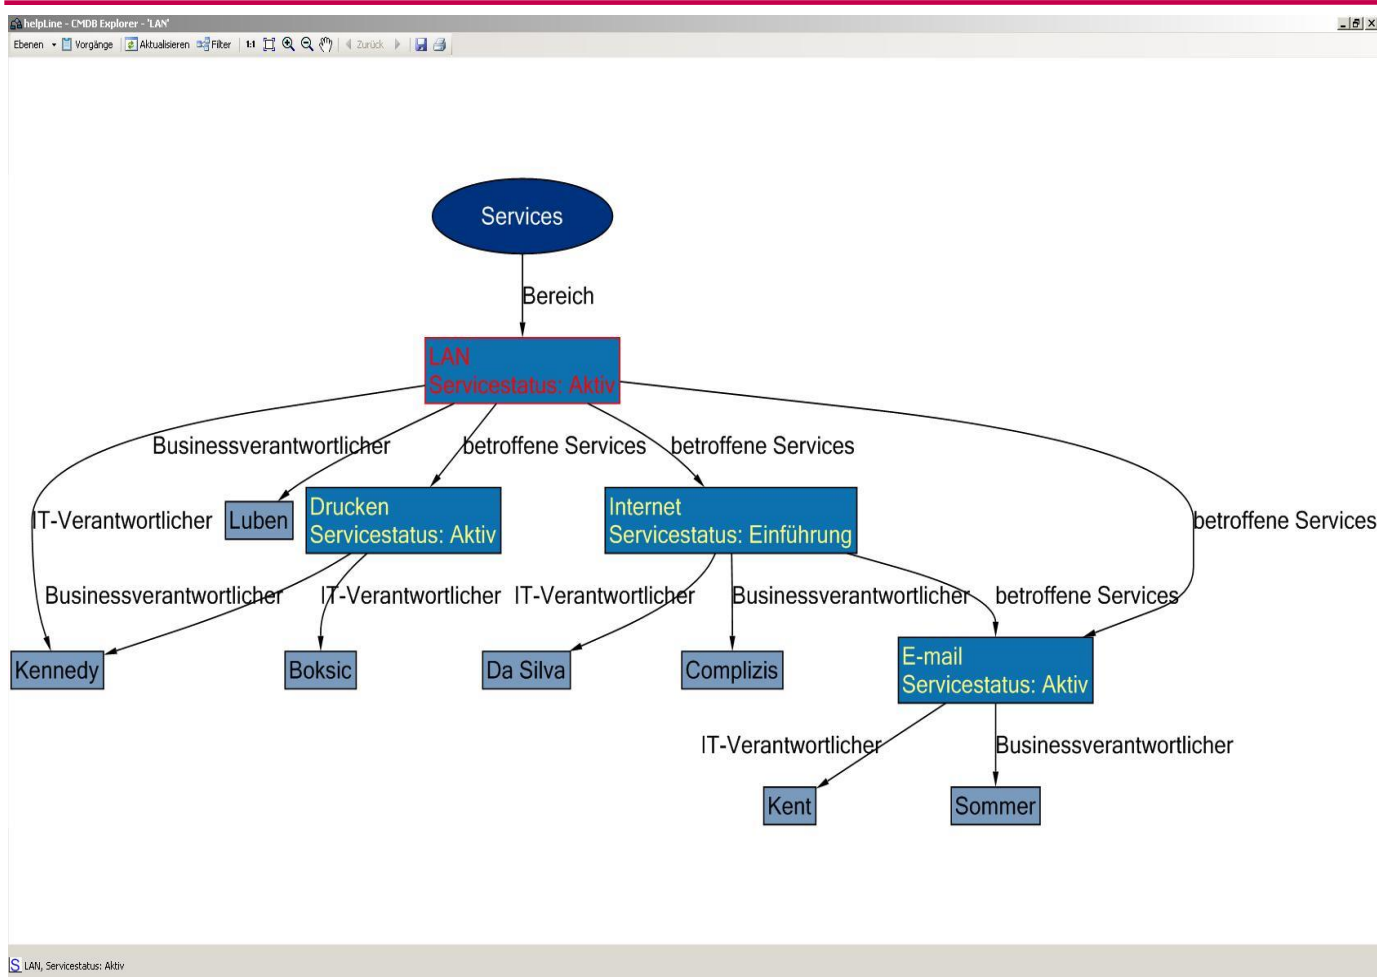 helpLine - CMDB Explorer - 'LAN'
Ebenen Vorgänge Aktualisieren Filter 1:1 Zurück
Services
Bereich
LAN
Servicestatus: Aktiv
Businessverantwortlicher betroffene Services betroffene Services
IT-Verantwortlicher
Luben
Drucken
Servicestatus: Aktiv
Internet
Servicestatus: Einführung
betroffene Services
Businessverantwortlicher IT-Verantwortlicher IT-Verantwortlicher Businessverantwortlicher betroffene Services
Kennedy
Boksic
Da Silva
Complizis
E-mail
Servicestatus: Aktiv
IT-Verantwortlicher Businessverantwortlicher
Kent
Sommer
S LAN, Servicestatus: Aktiv